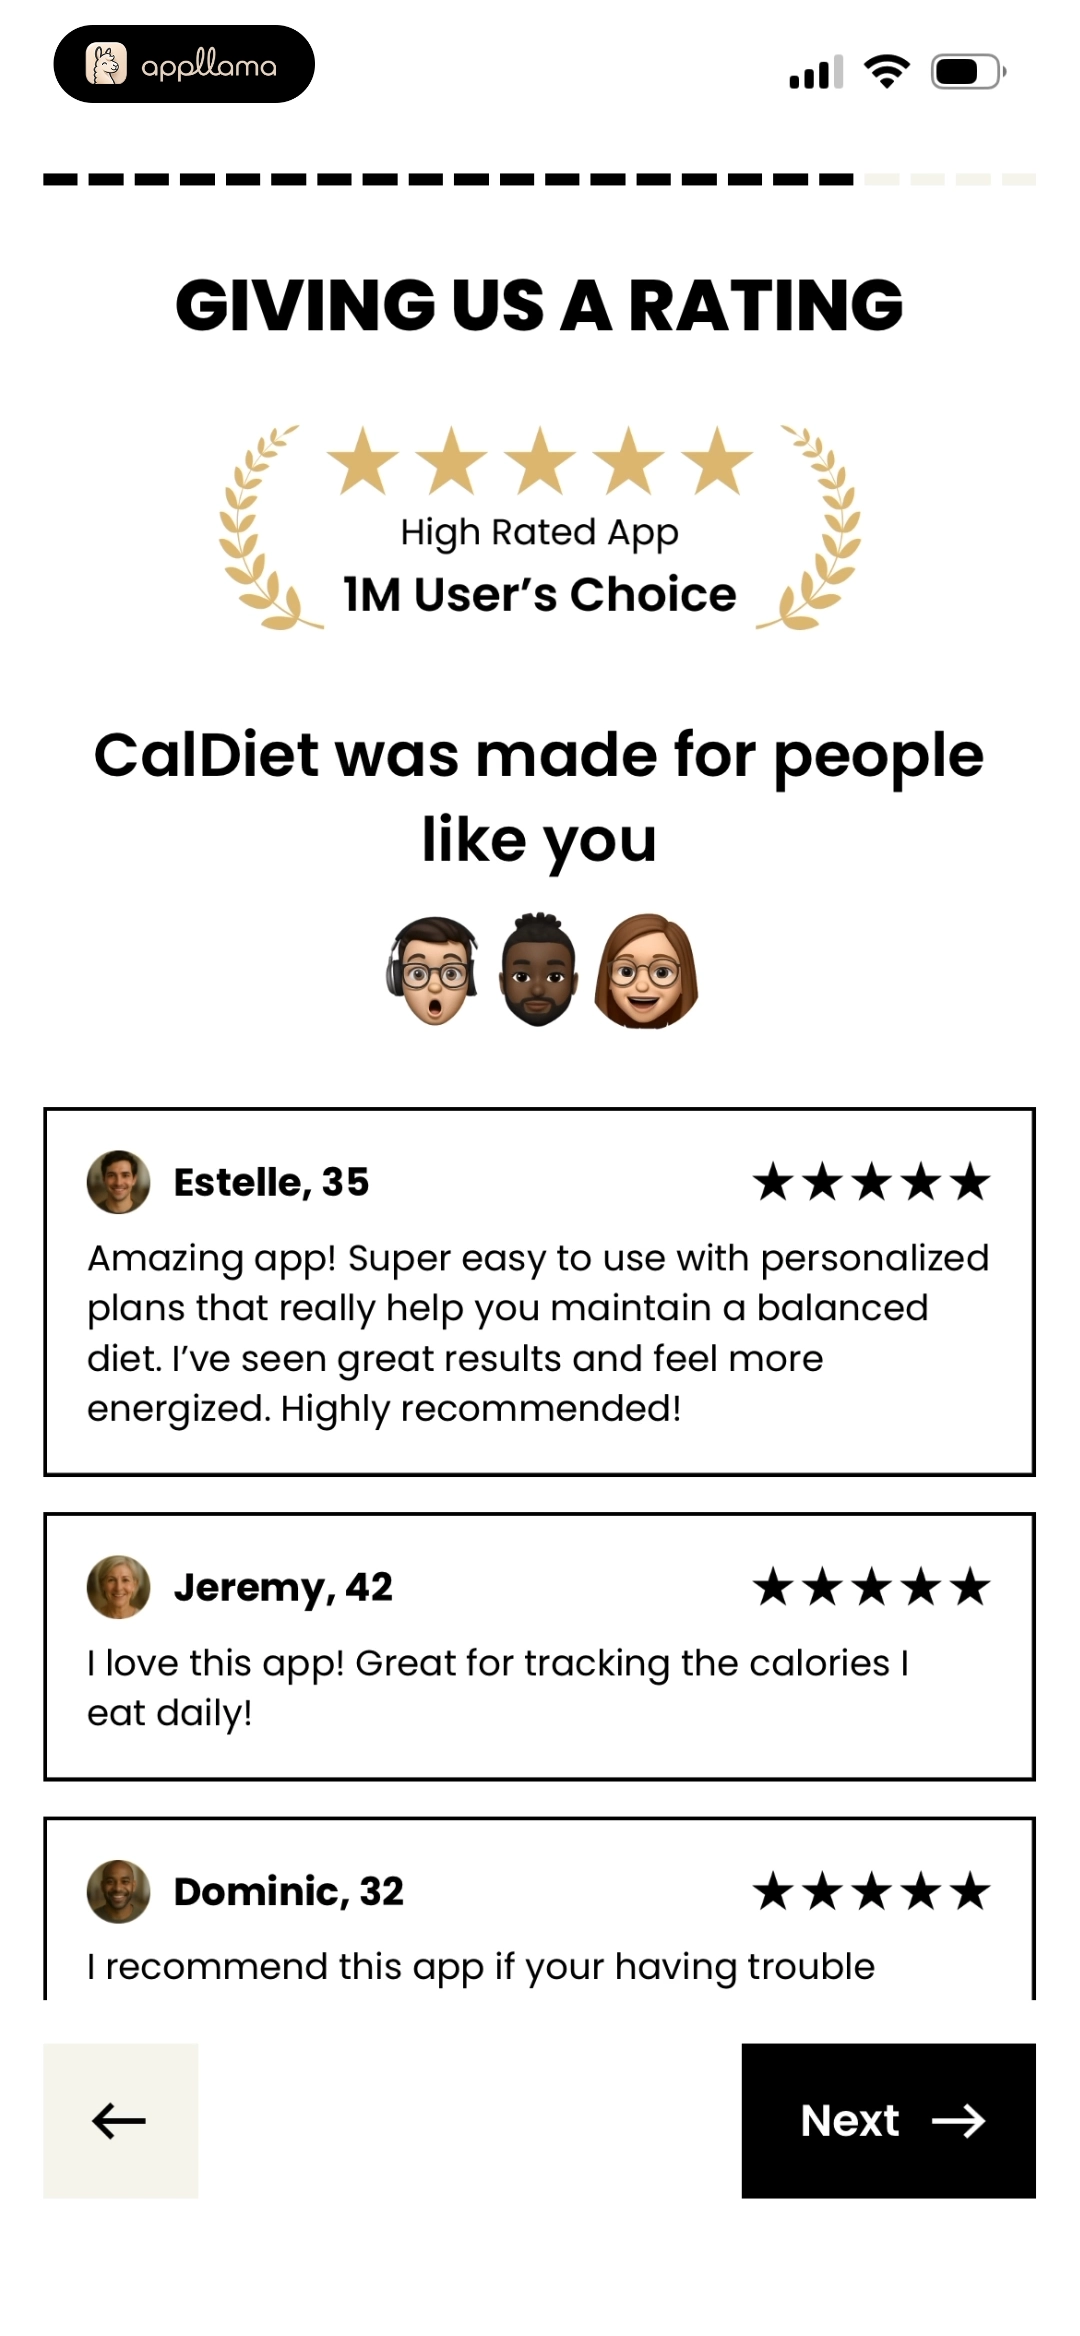 appllama
GIVING US A RATING
High Rated App
1M User’s Choice
CalDiet was made for people
like you
Estelle, 35
Amazing app! Super easy to use with personalized
plans that really help you maintain a balanced
diet. I’ve seen great results and feel more
energized. Highly recommended!
Jeremy, 42
I love this app! Great for tracking the calories I
eat daily!
Dominic, 32
I recommend this app if your having trouble
Next